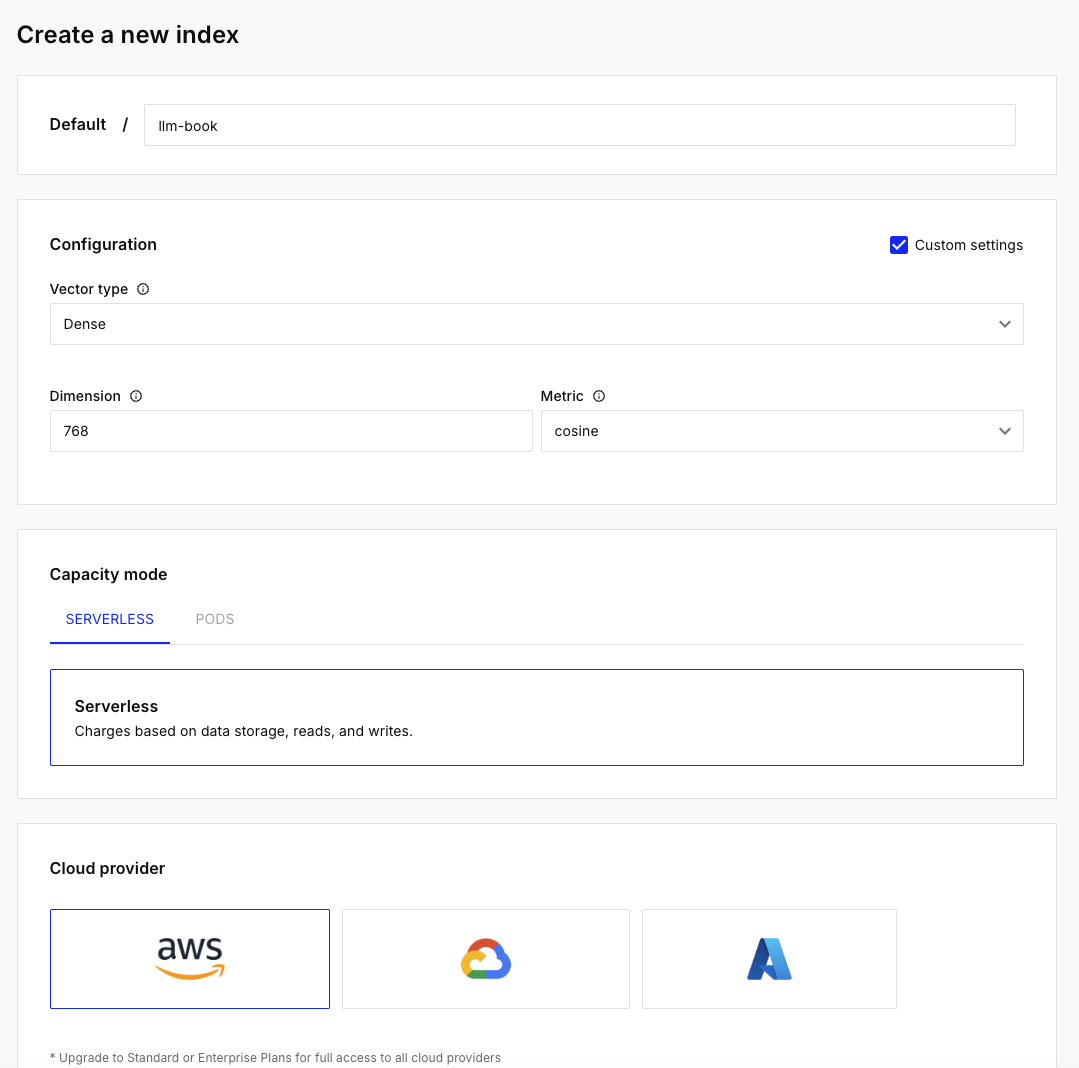 Create a new index
Default / llm-book
Configuration
Custom settings
Vector type
Dense
Dimension
Metric
768
cosine
Capacity mode
SERVERLESS PODS
Serverless
Charges based on data storage, reads, and writes.
Cloud provider
aws
* Upgrade to Standard or Enterprise Plans for full access to all cloud providers